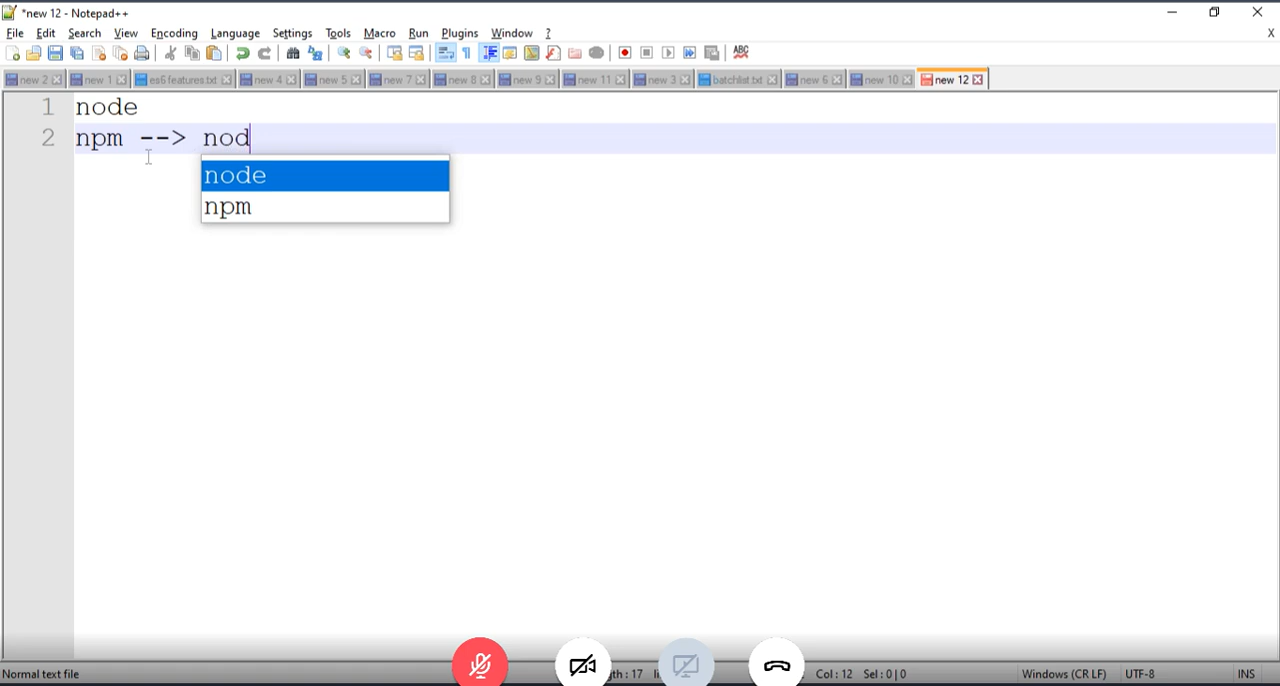 *new 12 - Notepad++
File Edit Search View Encoding Language Settings Tools Macro Run Plugins Window ? X
ABC
new 2 new 1 es6 features.txt new 4 new 5 new 7 new 8 new 9 new 11 new 3 batchlist.txt new 6 new 10 new 12
1 node
2 npm --> nod
node
npm
Normal text file gth : 17 Col : 12 Sel : 0 | 0 Windows (CR LF) UTF-8 INS